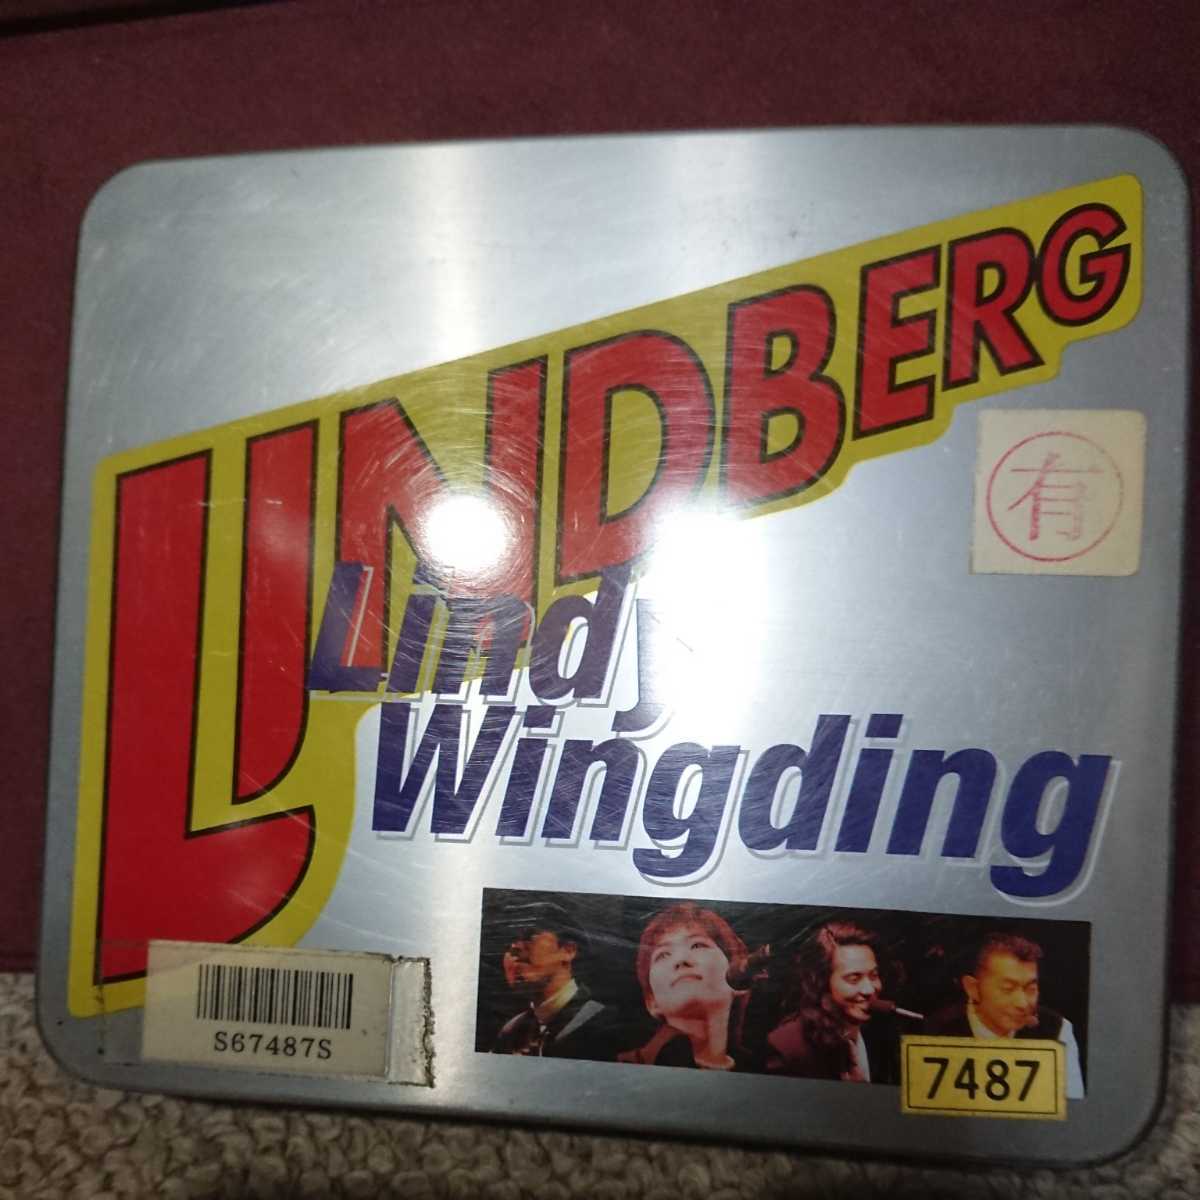 LINDBERG
有
Lindy
Wingding
S67487S
7487